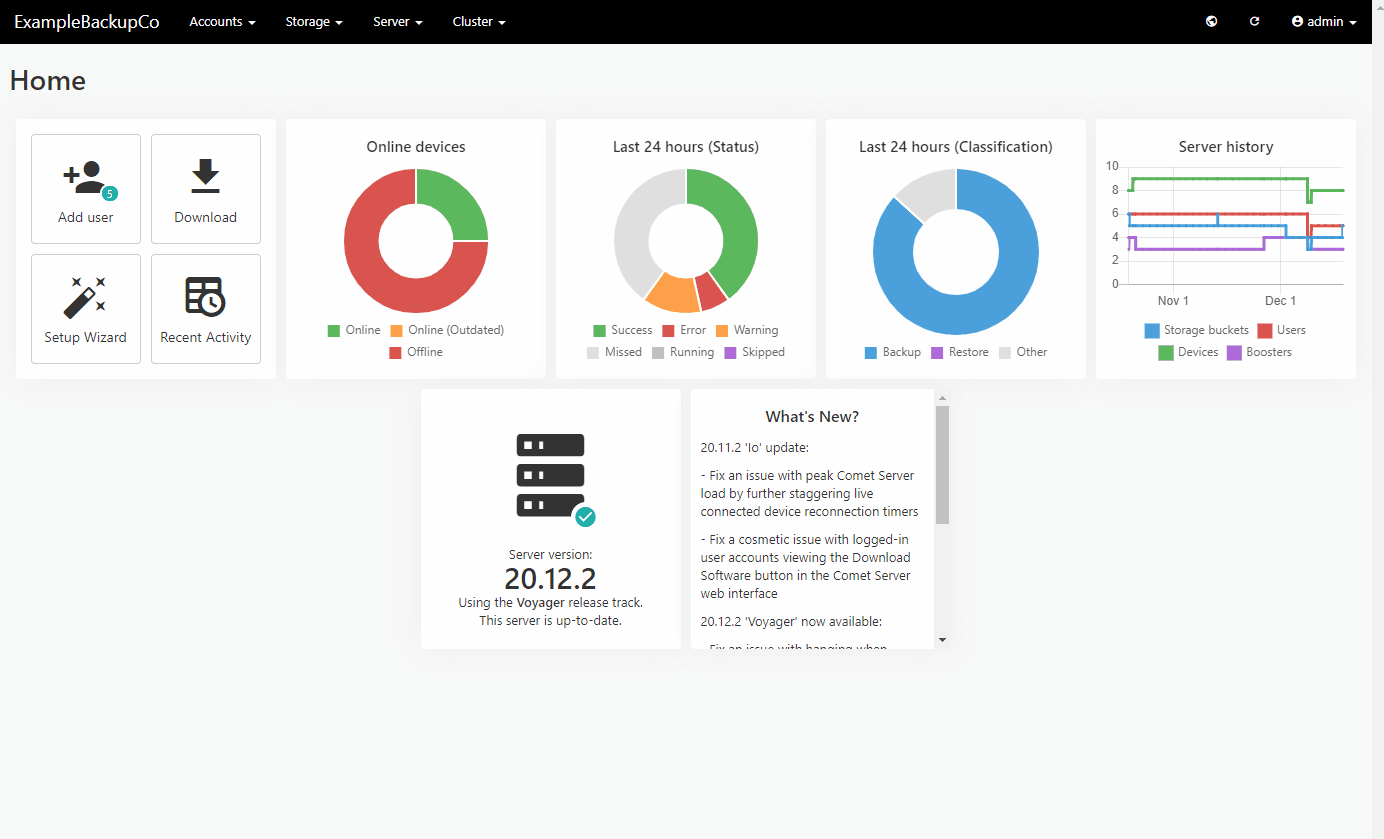 ExampleBackupCo Accounts Storage Server Cluster admin
Home
5
Add user
Download
Setup Wizard
Recent Activity
Online devices
Online Online (Outdated)
Offline
Last 24 hours (Status)
Success Error Warning
Missed Running Skipped
Last 24 hours (Classification)
Backup Restore Other
Server history
10
8
6
4
2
0
Nov 1 Dec 1
Storage buckets Users
Devices Boosters
Server version:
20.12.2
Using the Voyager release track.
This server is up-to-date.
What's New?
20.11.2 'Io' update:
- Fix an issue with peak Comet Server
load by further staggering live
connected device reconnection timers
- Fix a cosmetic issue with logged-in
user accounts viewing the Download
Software button in the Comet Server
web interface
20.12.2 'Voyager' now available:
- Fix an issue with hanging when